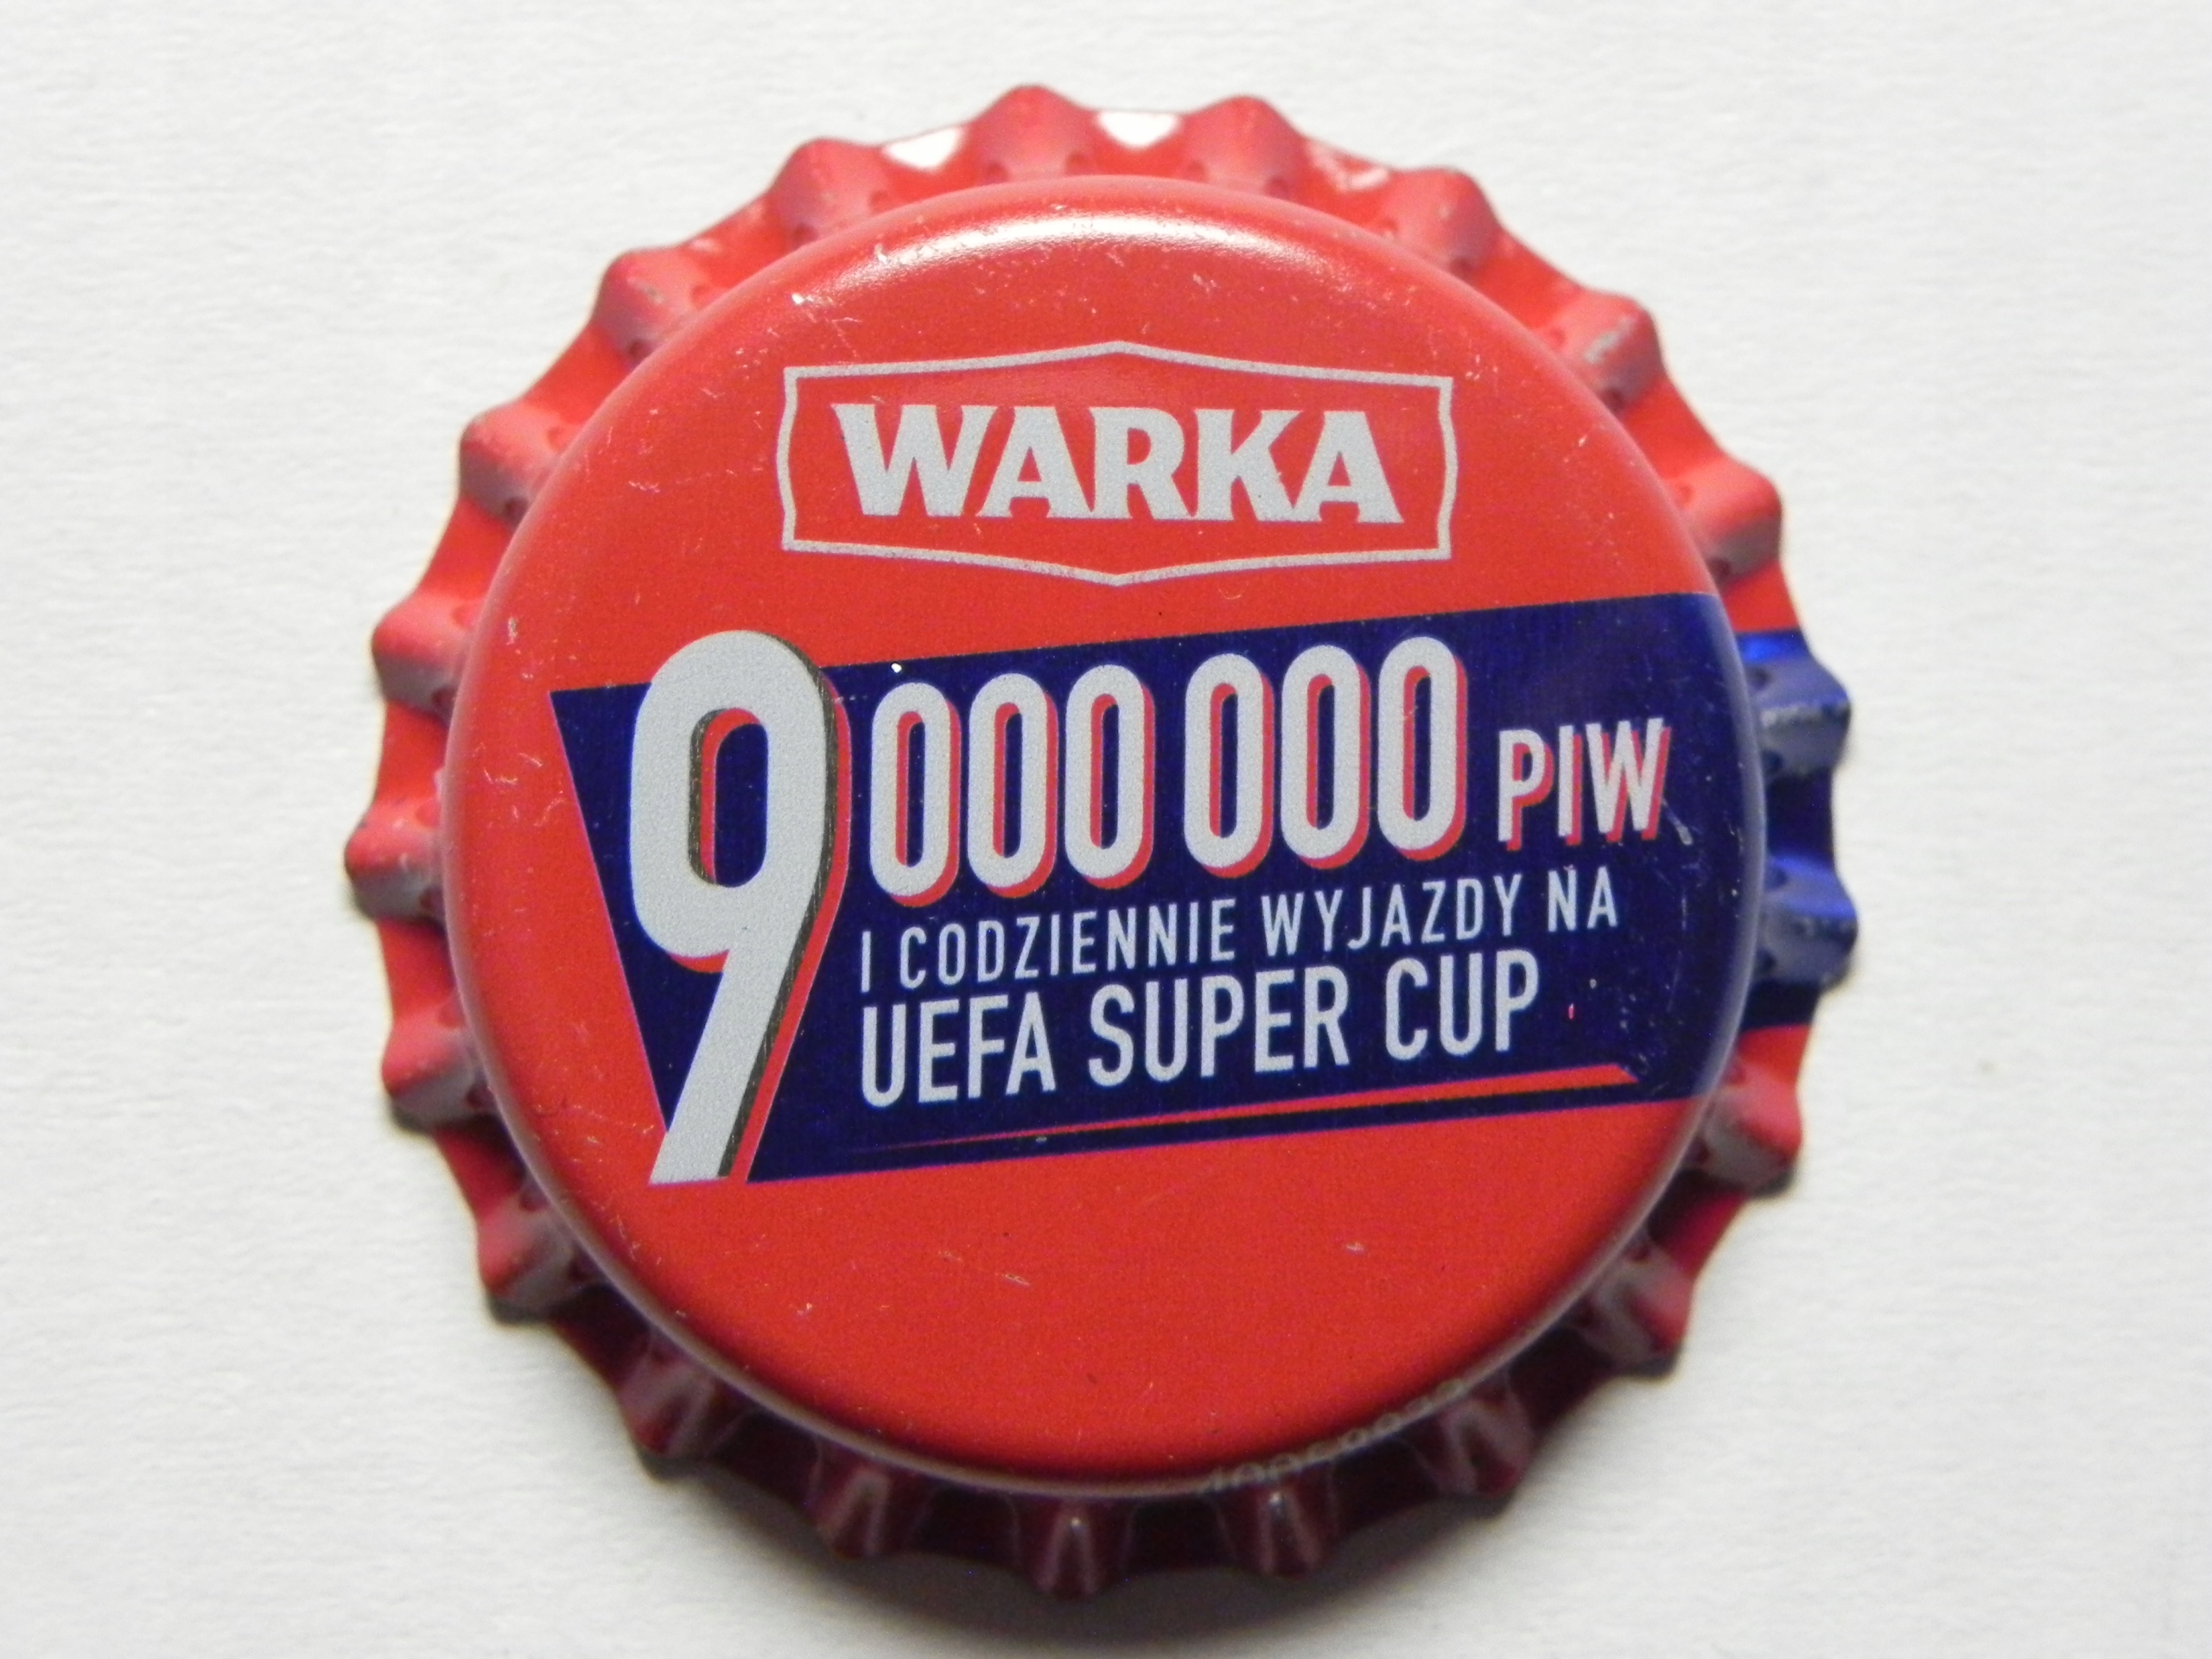 WARKA
9 000 000 PIW
I CODZIENNIE WYJAZDY NA
UEFA SUPER CUP